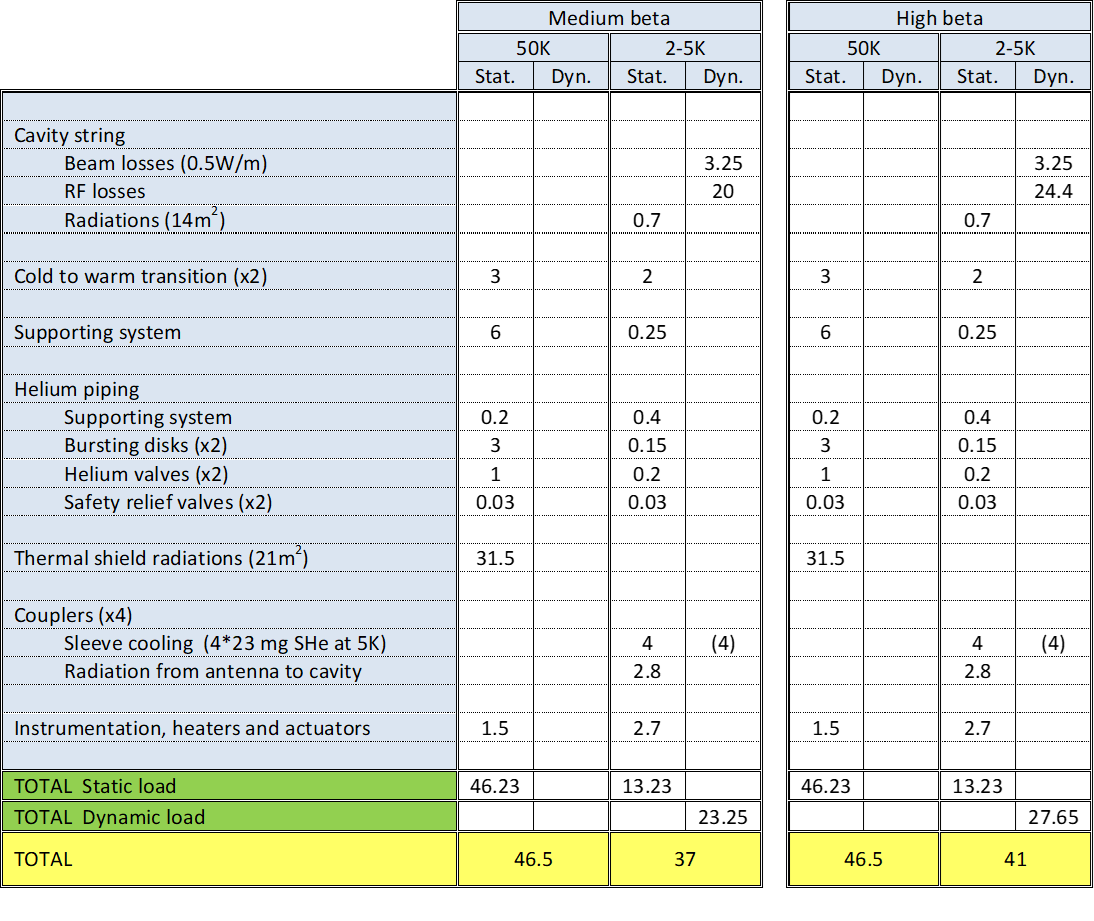 Medium beta High beta
50K 2-5K 50K 2-5K
Stat. Dyn. Stat. Dyn. Stat. Dyn. Stat. Dyn.
Cavity string
Beam losses (0.5W/m) 3.25 3.25
RF losses 20 24.4
Radiations (14m²) 0.7 0.7
Cold to warm transition (x2) 3 2 3 2
Supporting system 6 0.25 6 0.25
Helium piping
Supporting system 0.2 0.4 0.2 0.4
Bursting disks (x2) 3 0.15 3 0.15
Helium valves (x2) 1 0.2 1 0.2
Safety relief valves (x2) 0.03 0.03 0.03 0.03
Thermal shield radiations (21m²) 31.5 31.5
Couplers (x4)
Sleeve cooling (4*23 mg SHe at 5K) 4 (4) 4 (4)
Radiation from antenna to cavity 2.8 2.8
Instrumentation, heaters and actuators 1.5 2.7 1.5 2.7
TOTAL Static load 46.23 13.23 46.23 13.23
TOTAL Dynamic load 23.25 27.65
TOTAL 46.5 37 46.5 41